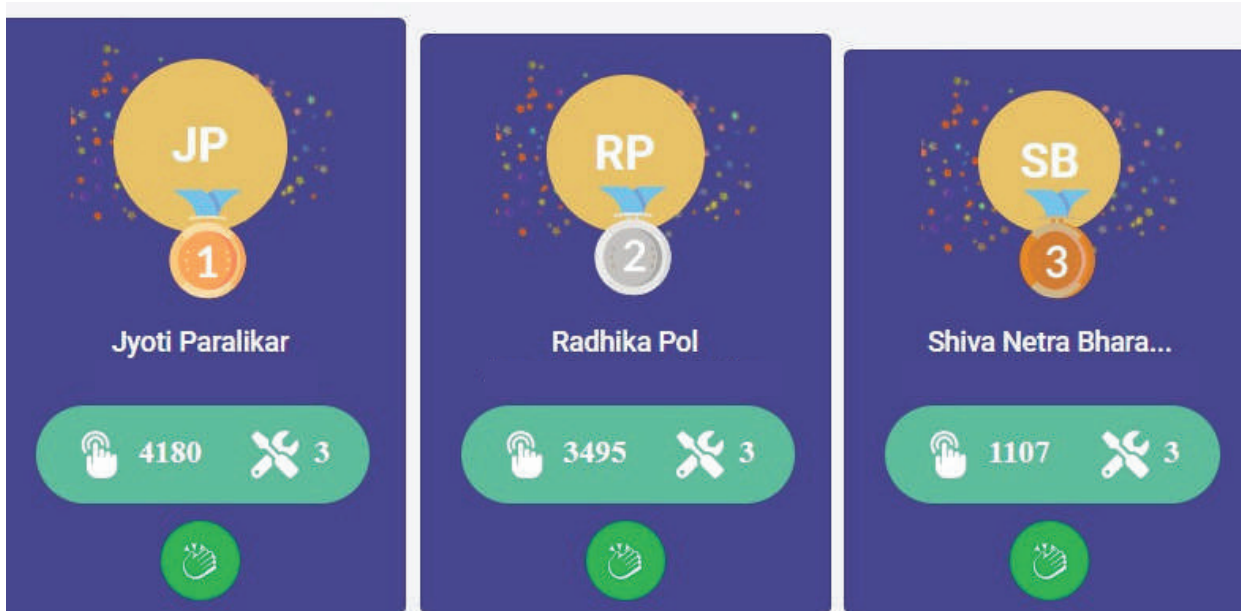 JP
1
Jyoti Paralikar
4180 3
RP
2
Radhika Pol
3495 3
SB
3
Shiva Netra Bhara...
1107 3